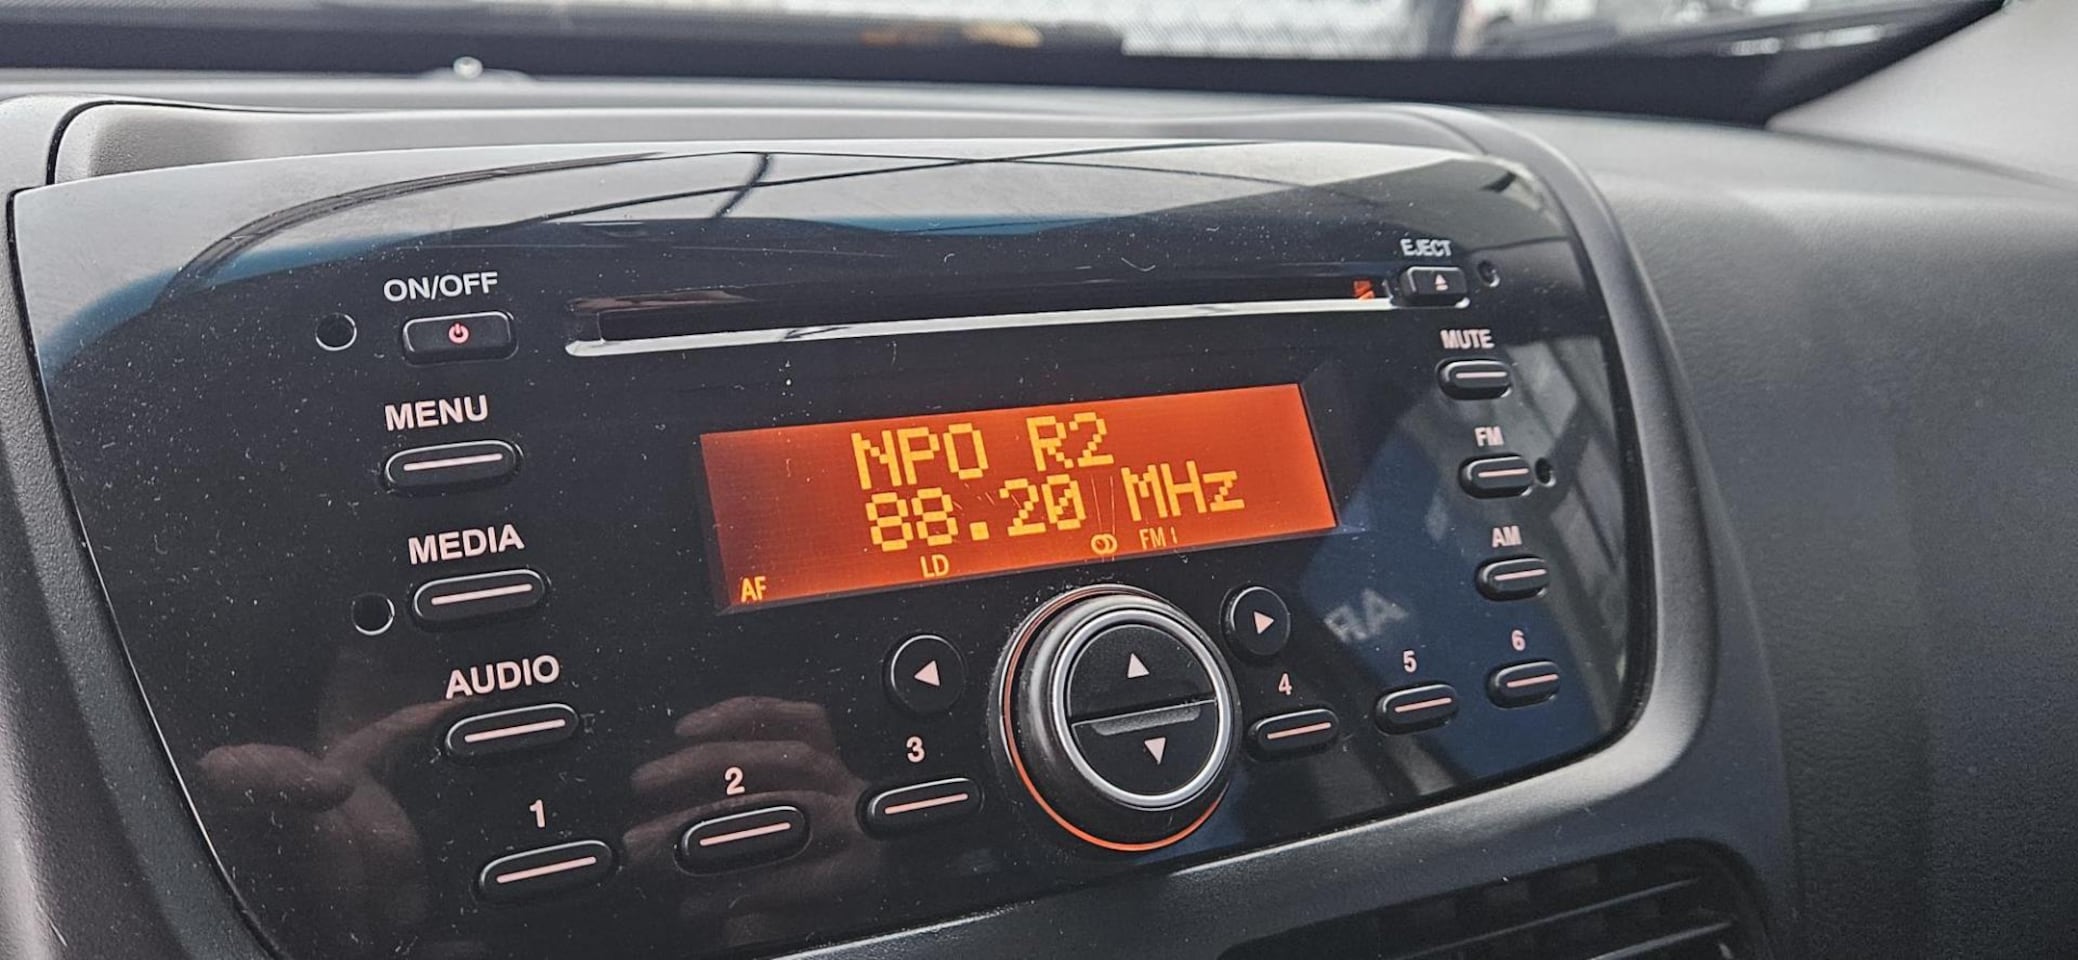 EJECT
ON/OFF
MUTE
MENU
NPO R2
FM
88.20 MHz
MEDIA
AF
LD
FM I
AM
AUDIO
1
2
3
4
5
6